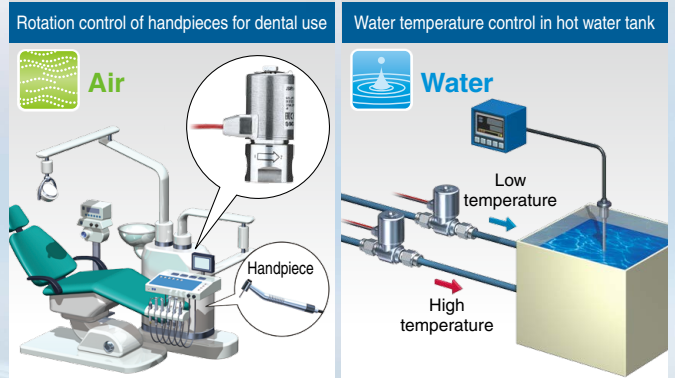 Rotation control of handpieces for dental use
Air
Handpiece
Water temperature control in hot water tank
Water
Low
temperature
High
temperature